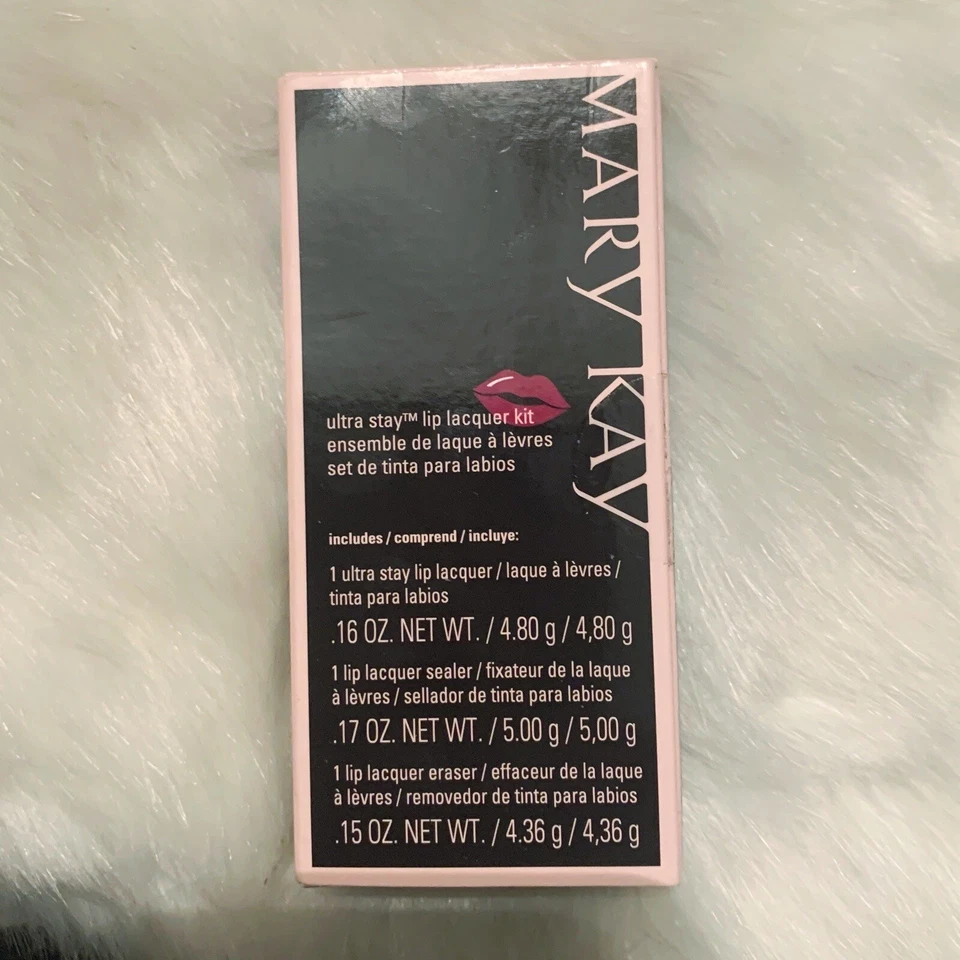 MARY KAY
ultra stay™ lip lacquer kit
ensemble de laque à lèvres
set de tinta para labios
includes / comprend / incluye:
1 ultra stay lip lacquer / laque à lèvres /
tinta para labios
.16 OZ. NET WT. / 4.80 g / 4,80 g
1 lip lacquer sealer / fixateur de la laque
à lèvres / sellador de tinta para labios
.17 OZ. NET WT. / 5.00 g / 5,00 g
1 lip lacquer eraser / effaceur de la laque
à lèvres / removedor de tinta para labios
.15 OZ. NET WT. / 4.36 g / 4,36 g